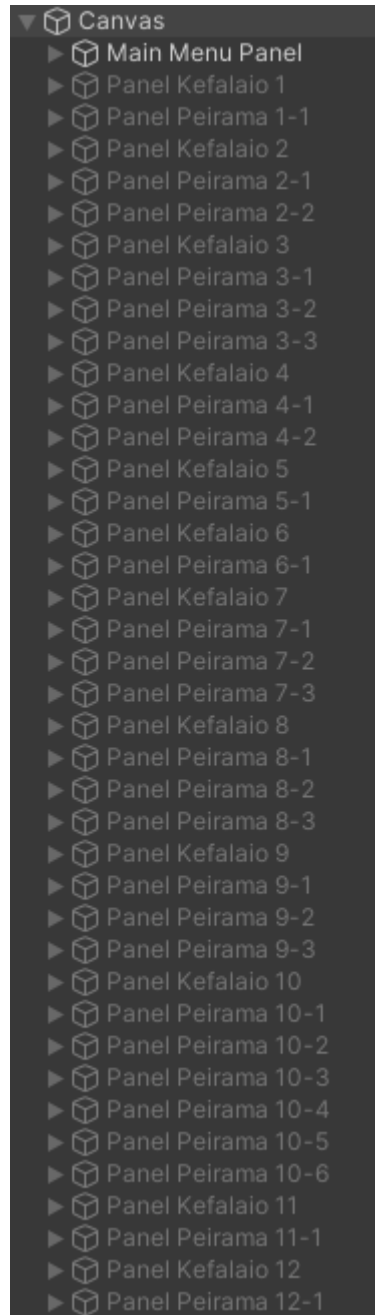 Canvas
Main Menu Panel
Panel Kefalaio 1
Panel Peirama 1-1
Panel Kefalaio 2
Panel Peirama 2-1
Panel Peirama 2-2
Panel Kefalaio 3
Panel Peirama 3-1
Panel Peirama 3-2
Panel Peirama 3-3
Panel Kefalaio 4
Panel Peirama 4-1
Panel Peirama 4-2
Panel Kefalaio 5
Panel Peirama 5-1
Panel Kefalaio 6
Panel Peirama 6-1
Panel Kefalaio 7
Panel Peirama 7-1
Panel Peirama 7-2
Panel Peirama 7-3
Panel Kefalaio 8
Panel Peirama 8-1
Panel Peirama 8-2
Panel Peirama 8-3
Panel Kefalaio 9
Panel Peirama 9-1
Panel Peirama 9-2
Panel Peirama 9-3
Panel Kefalaio 10
Panel Peirama 10-1
Panel Peirama 10-2
Panel Peirama 10-3
Panel Peirama 10-4
Panel Peirama 10-5
Panel Peirama 10-6
Panel Kefalaio 11
Panel Peirama 11-1
Panel Kefalaio 12
Panel Peirama 12-1